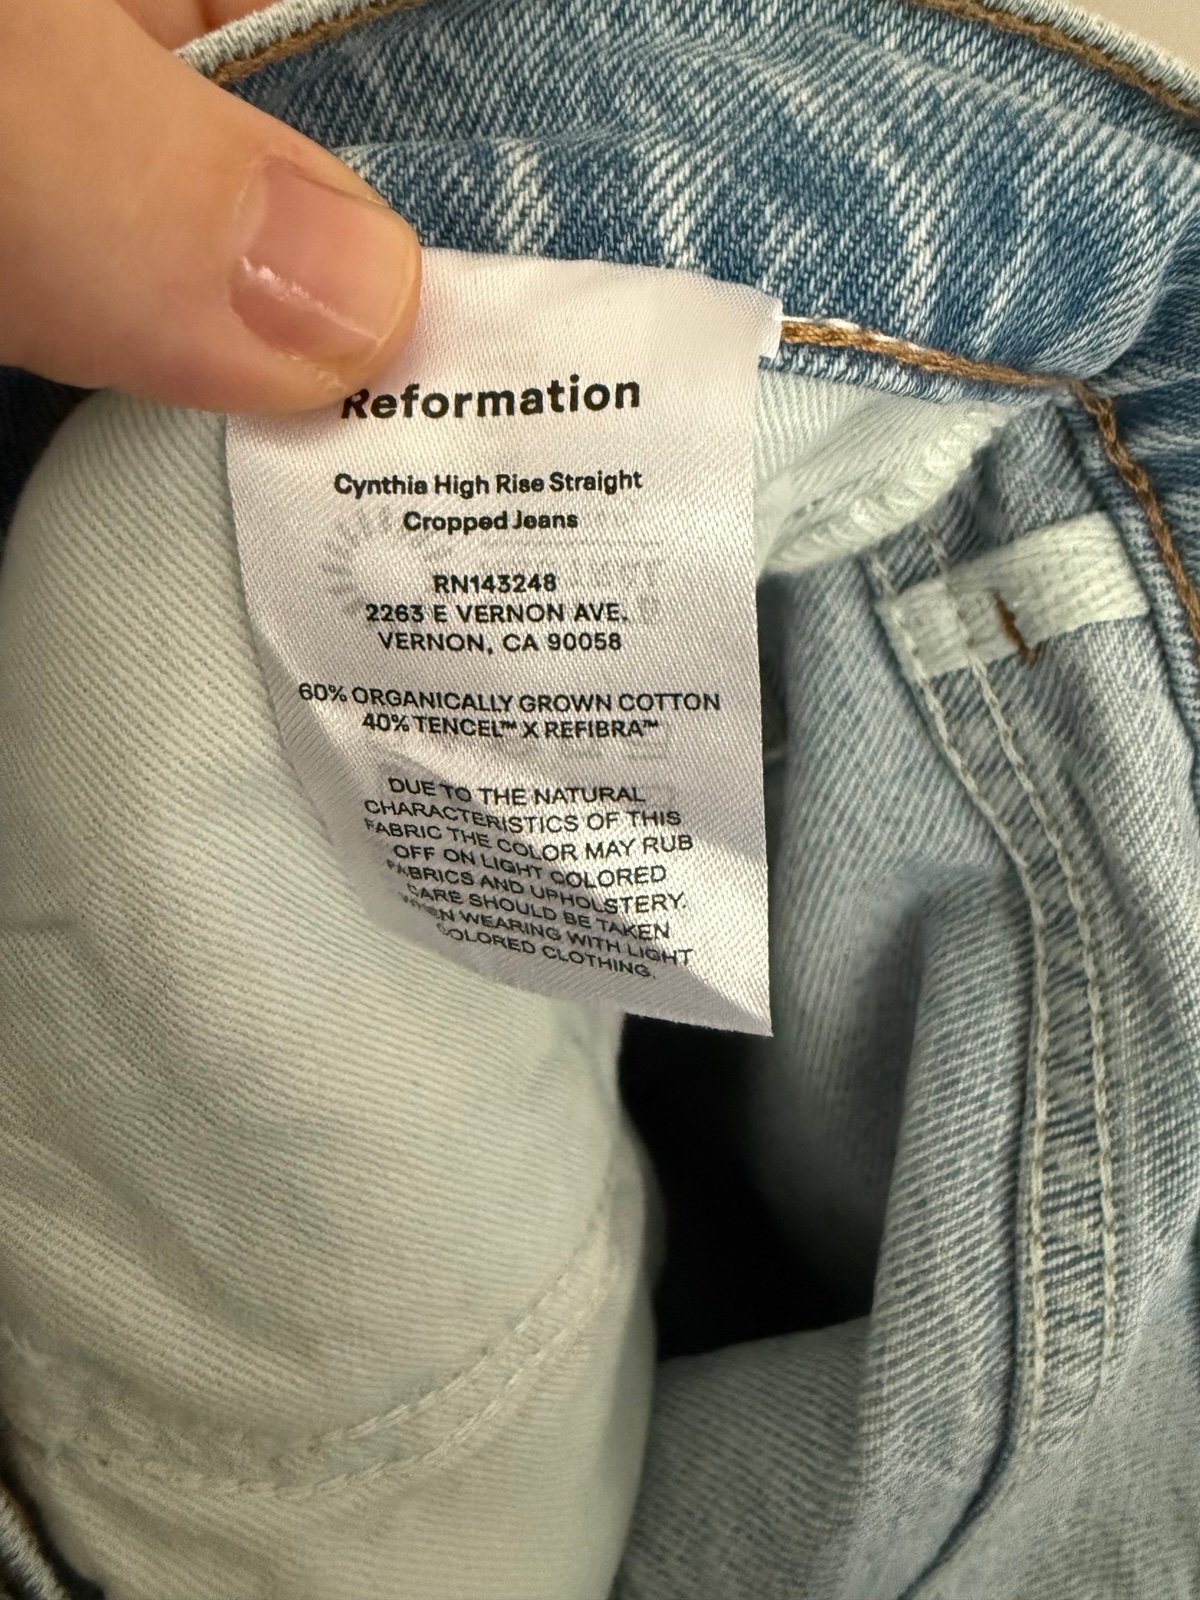 Reformation
Cynthia High Rise Straight
Cropped Jeans
RN143248
2263 E VERNON AVE.
VERNON, CA 90058
60% ORGANICALLY GROWN COTTON
40% TENCEL™ X REFIBRA™
DUE TO THE NATURAL
CHARACTERISTICS OF THIS
FABRIC THE COLOR MAY RUB
OFF ON LIGHT COLORED
FABRICS AND UPHOLSTERY.
CARE SHOULD BE TAKEN
WHEN WEARING WITH LIGHT
COLORED CLOTHING.